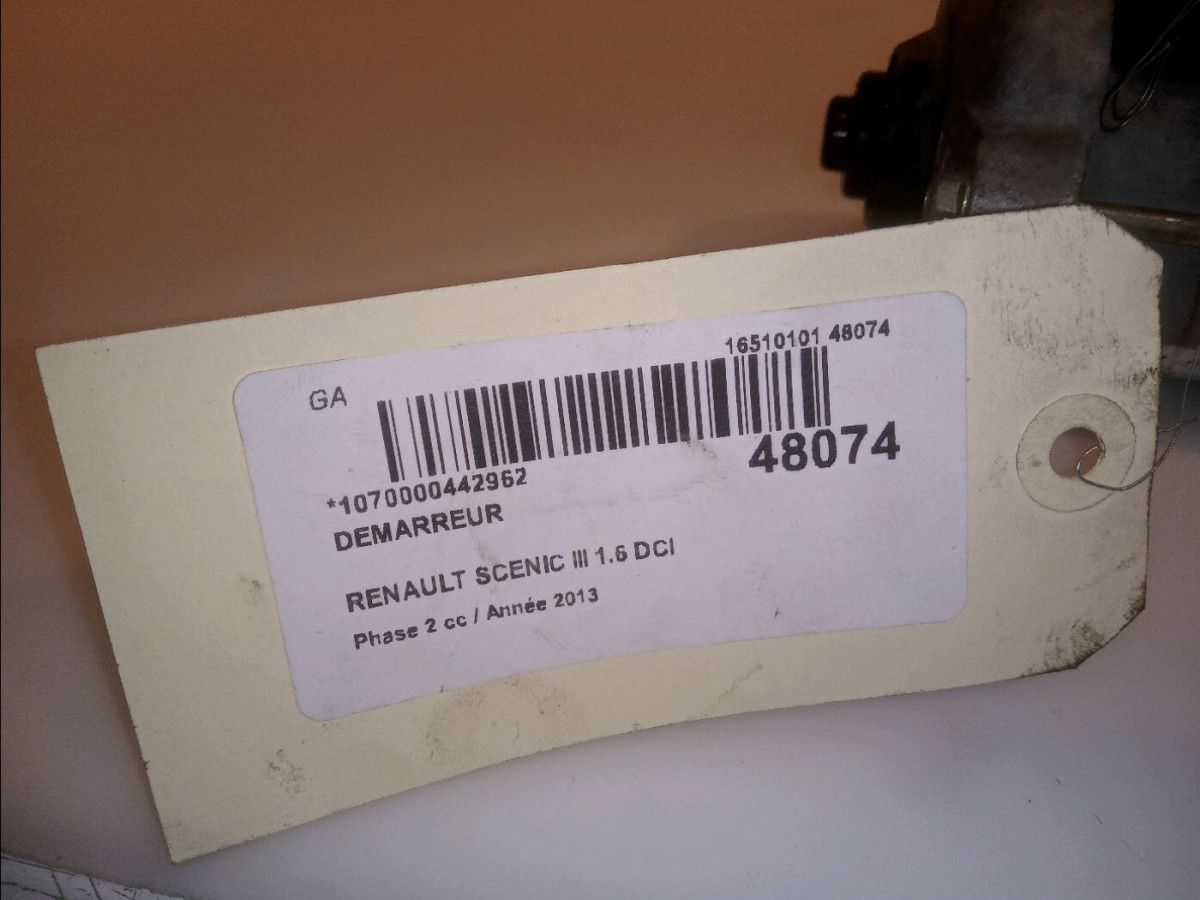 GA
16510101 48074
48074
*1070000442962
DEMARREUR
RENAULT SCENIC III 1.6 DCI
Phase 2 cc / Année 2013